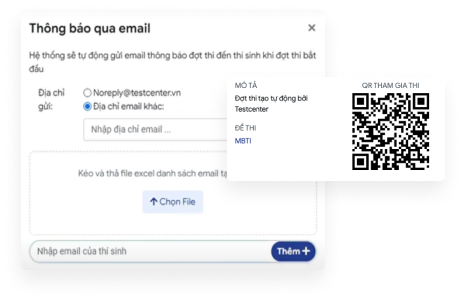 Thông báo qua email
×
Hệ thống sẽ tự động gửi email thông báo đợt thi đến thí sinh khi đợt thi bắt
đầu
Địa chỉ
gửi:
Noreply@testcenter.vn
Địa chỉ email khác:
Nhập địa chỉ email ...
Kéo và thả file excel danh sách email tạ
Chọn File
Nhập email của thí sinh
Thêm +
MÔ TẢ
Đợt thi tạo tự động bởi
Testcenter
ĐỀ THI
MBTI
QR THAM GIA THI